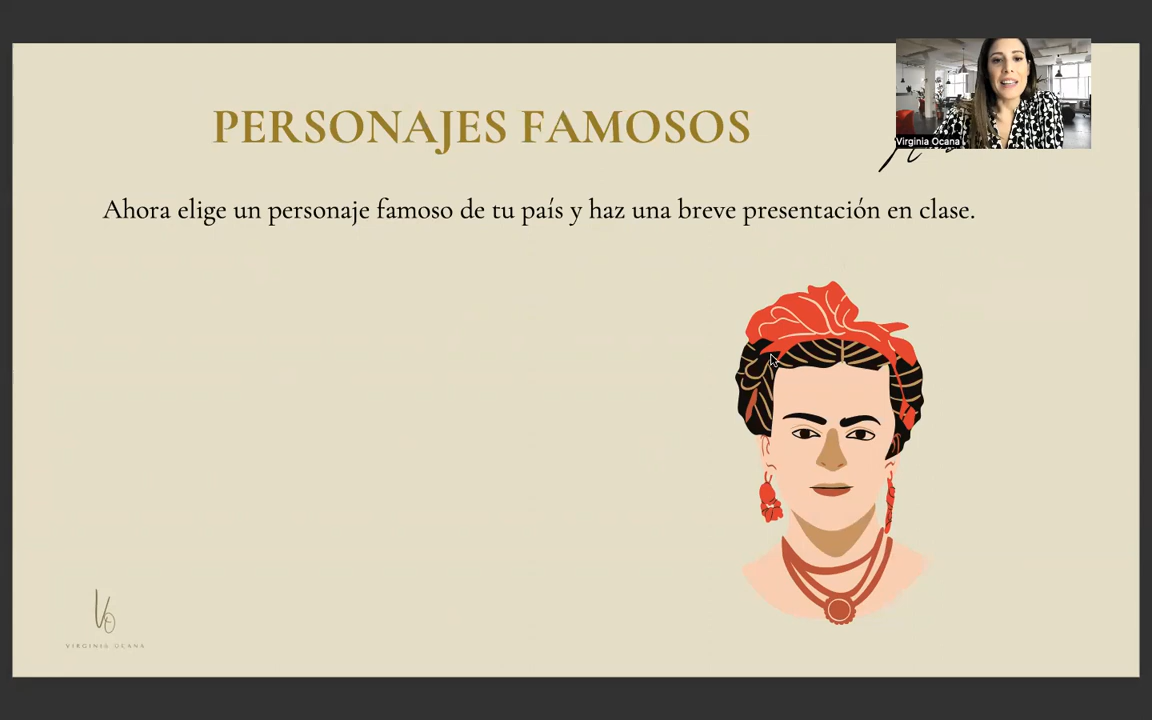 PERSONAJES FAMOSOS
Virginia Ocana
Ahora elige un personaje famoso de tu país y haz una breve presentación en clase.
VO
VIRGINIA OCANA